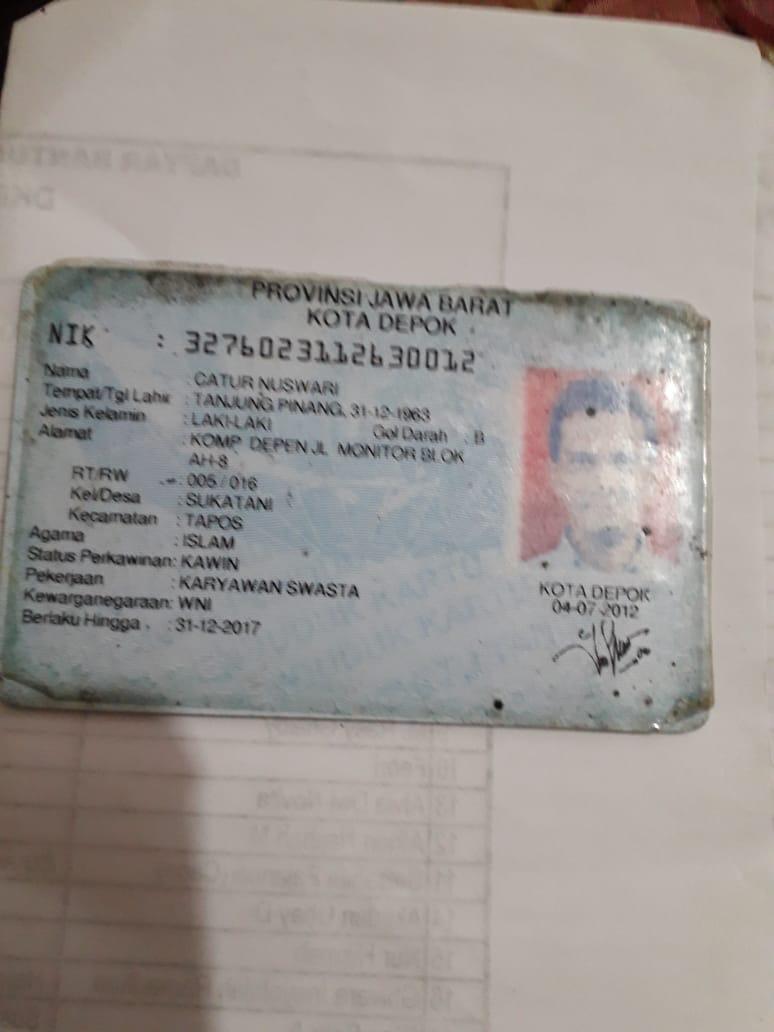 PROVINSI JAWA BARAT
KOTA DEPOK
NIK : 3276023112630012
Nama : CATUR NUSWARI
Tempat/Tgl Lahir : TANJUNG PINANG, 31-12-1963
Jenis Kelamin : LAKI-LAKI Gol Darah : B
Alamat : KOMP DEPEN JL MONITOR BLOK
AH-8
RT/RW : 005 / 016
Kel/Desa : SUKATANI
Kecamatan : TAPOS
Agama : ISLAM
Status Perkawinan: KAWIN
Pekerjaan : KARYAWAN SWASTA
Kewarganegaraan: WNI
Berlaku Hingga : 31-12-2017
KOTA DEPOK
04-07-2012